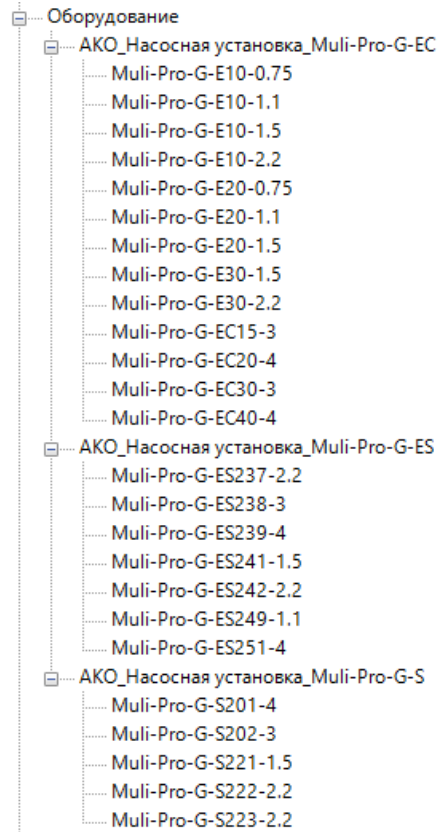 Оборудование
АКО_Насосная установка_Muli-Pro-G-EC
Muli-Pro-G-E10-0.75
Muli-Pro-G-E10-1.1
Muli-Pro-G-E10-1.5
Muli-Pro-G-E10-2.2
Muli-Pro-G-E20-0.75
Muli-Pro-G-E20-1.1
Muli-Pro-G-E20-1.5
Muli-Pro-G-E30-1.5
Muli-Pro-G-E30-2.2
Muli-Pro-G-EC15-3
Muli-Pro-G-EC20-4
Muli-Pro-G-EC30-3
Muli-Pro-G-EC40-4
АКО_Насосная установка_Muli-Pro-G-ES
Muli-Pro-G-ES237-2.2
Muli-Pro-G-ES238-3
Muli-Pro-G-ES239-4
Muli-Pro-G-ES241-1.5
Muli-Pro-G-ES242-2.2
Muli-Pro-G-ES249-1.1
Muli-Pro-G-ES251-4
АКО_Насосная установка_Muli-Pro-G-S
Muli-Pro-G-S201-4
Muli-Pro-G-S202-3
Muli-Pro-G-S221-1.5
Muli-Pro-G-S222-2.2
Muli-Pro-G-S223-2.2